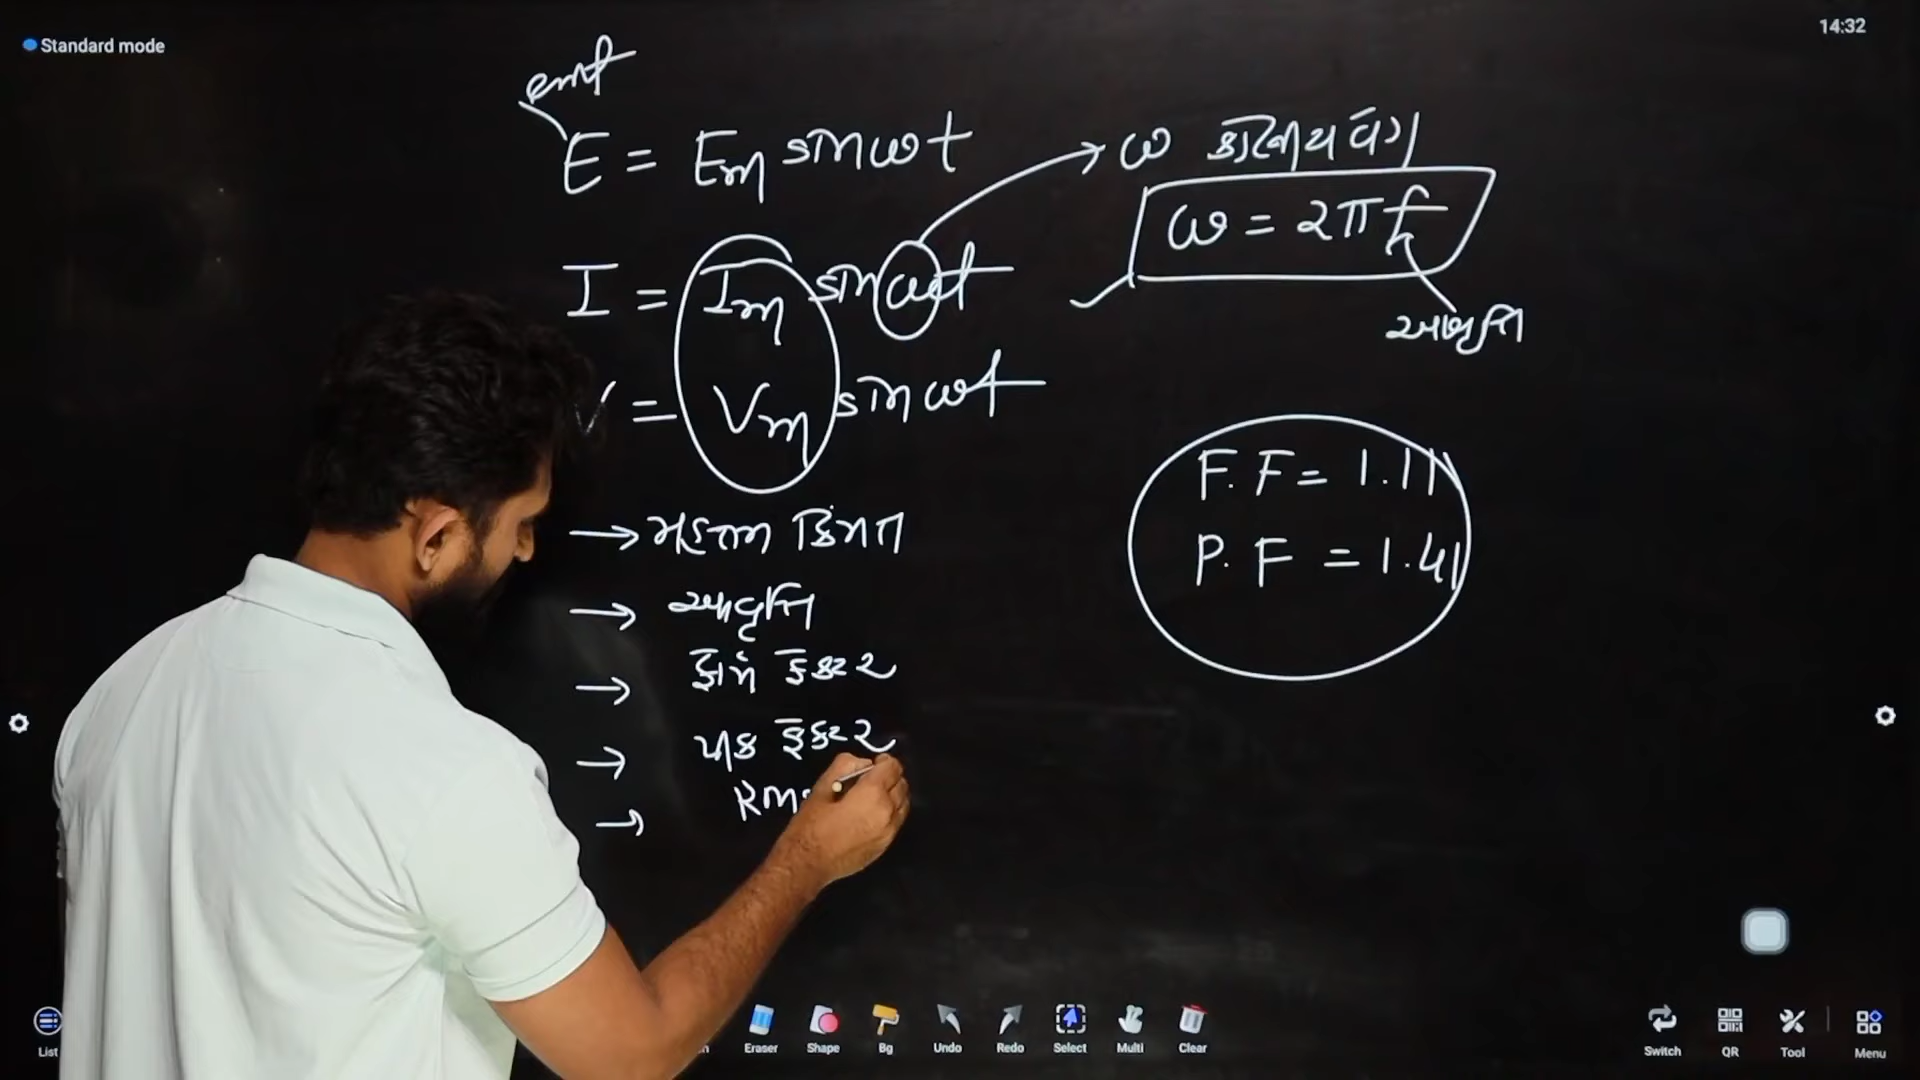 Standard mode
14:32
emf
E = Em sinωt
ω કોણીય વેગ
ω = 2πf
I = Im sinωt
આવૃત્તિ
V = Vm sinωt
F. F = 1.11
P. F = 1.41
→ મહત્તમ કિંમત
→ આવૃત્તિ
→ ફોર્મ ફેક્ટર
→ પીક ફેક્ટર
→ RMS
List
Eraser
Shape
Bg
Undo
Redo
Select
Multi
Clear
Switch
QR
Tool
Menu